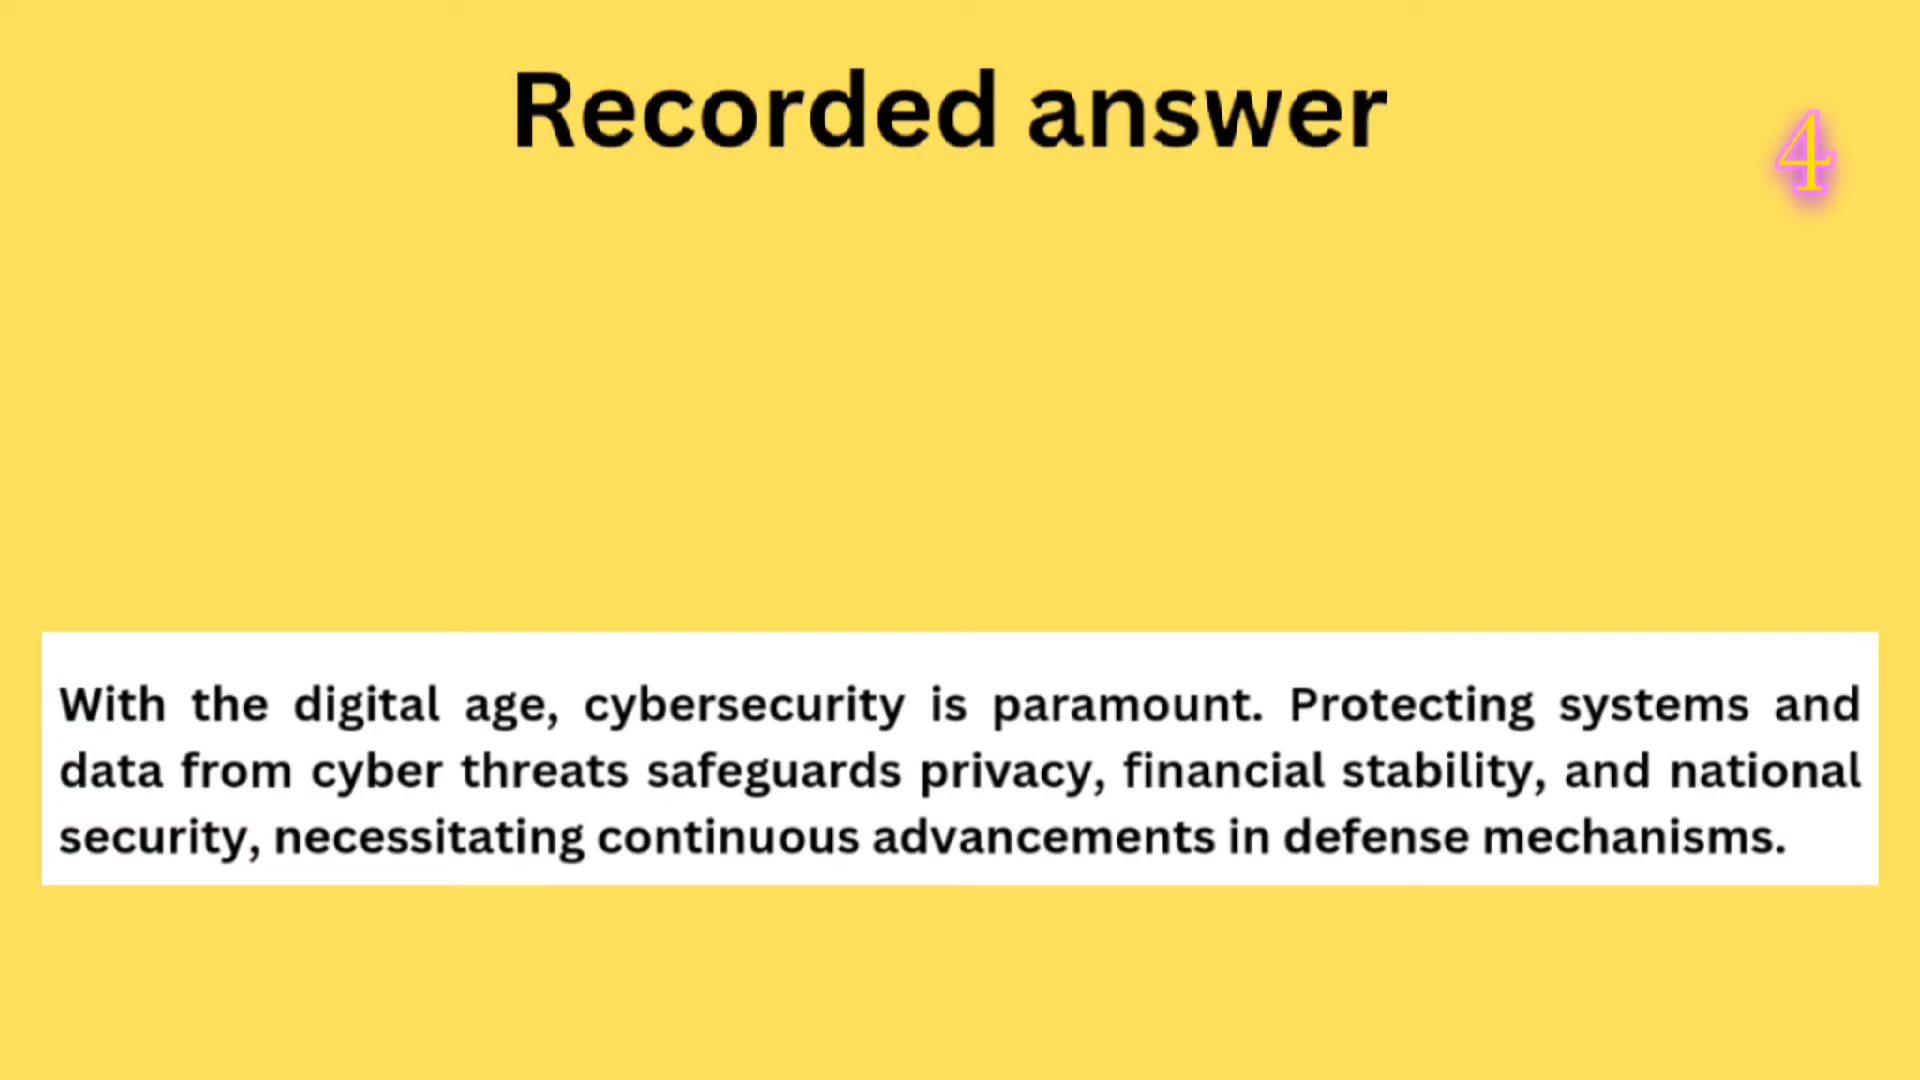 Recorded answer
4
With the digital age, cybersecurity is paramount. Protecting systems and
data from cyber threats safeguards privacy, financial stability, and national
security, necessitating continuous advancements in defense mechanisms.